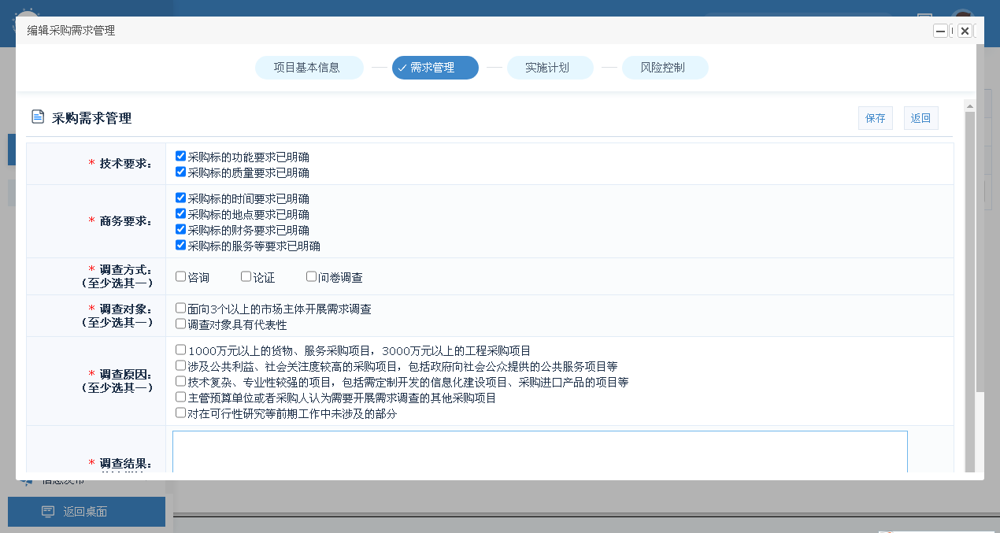 编辑采购需求管理
项目基本信息
需求管理
实施计划
风险控制
采购需求管理
保存
返回
* 技术要求：
采购标的功能要求已明确
采购标的质量要求已明确
* 商务要求：
采购标的时间要求已明确
采购标的地点要求已明确
采购标的财务要求已明确
采购标的服务等要求已明确
* 调查方式：
（至少选其一）
咨询 论证 问卷调查
* 调查对象：
（至少选其一）
面向3个以上的市场主体开展需求调查
调查对象具有代表性
* 调查原因：
（至少选其一）
1000万元以上的货物、服务采购项目，3000万元以上的工程采购项目
涉及公共利益、社会关注度较高的采购项目，包括政府向社会公众提供的公共服务项目等
技术复杂、专业性较强的项目，包括需定制开发的信息化建设项目、采购进口产品的项目等
主管预算单位或者采购人认为需要开展需求调查的其他采购项目
对在可行性研究等前期工作中未涉及的部分
* 调查结果：
信息发布
返回桌面